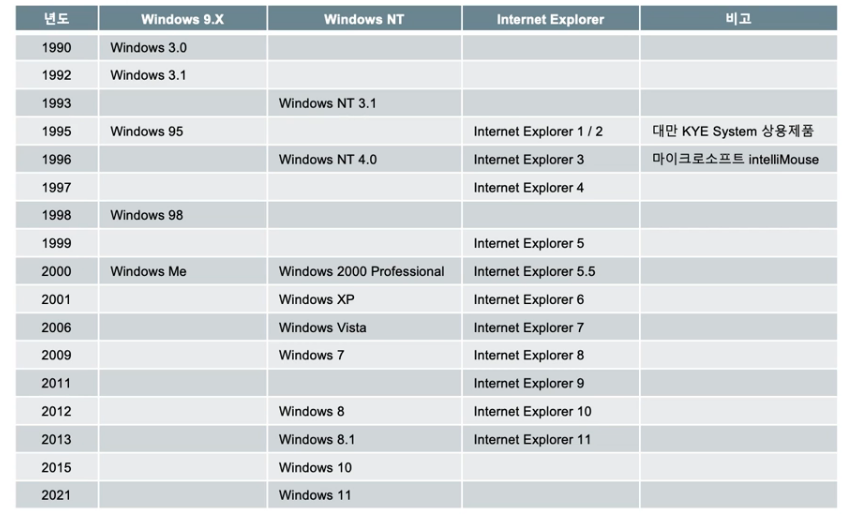 년도 Windows 9.X Windows NT Internet Explorer 비고
1990 Windows 3.0
1992 Windows 3.1
1993 Windows NT 3.1
1995 Windows 95 Internet Explorer 1 / 2 대만 KYE System 상용제품
1996 Windows NT 4.0 Internet Explorer 3 마이크로소프트 intelliMouse
1997 Internet Explorer 4
1998 Windows 98
1999 Internet Explorer 5
2000 Windows Me Windows 2000 Professional Internet Explorer 5.5
2001 Windows XP Internet Explorer 6
2006 Windows Vista Internet Explorer 7
2009 Windows 7 Internet Explorer 8
2011 Internet Explorer 9
2012 Windows 8 Internet Explorer 10
2013 Windows 8.1 Internet Explorer 11
2015 Windows 10
2021 Windows 11